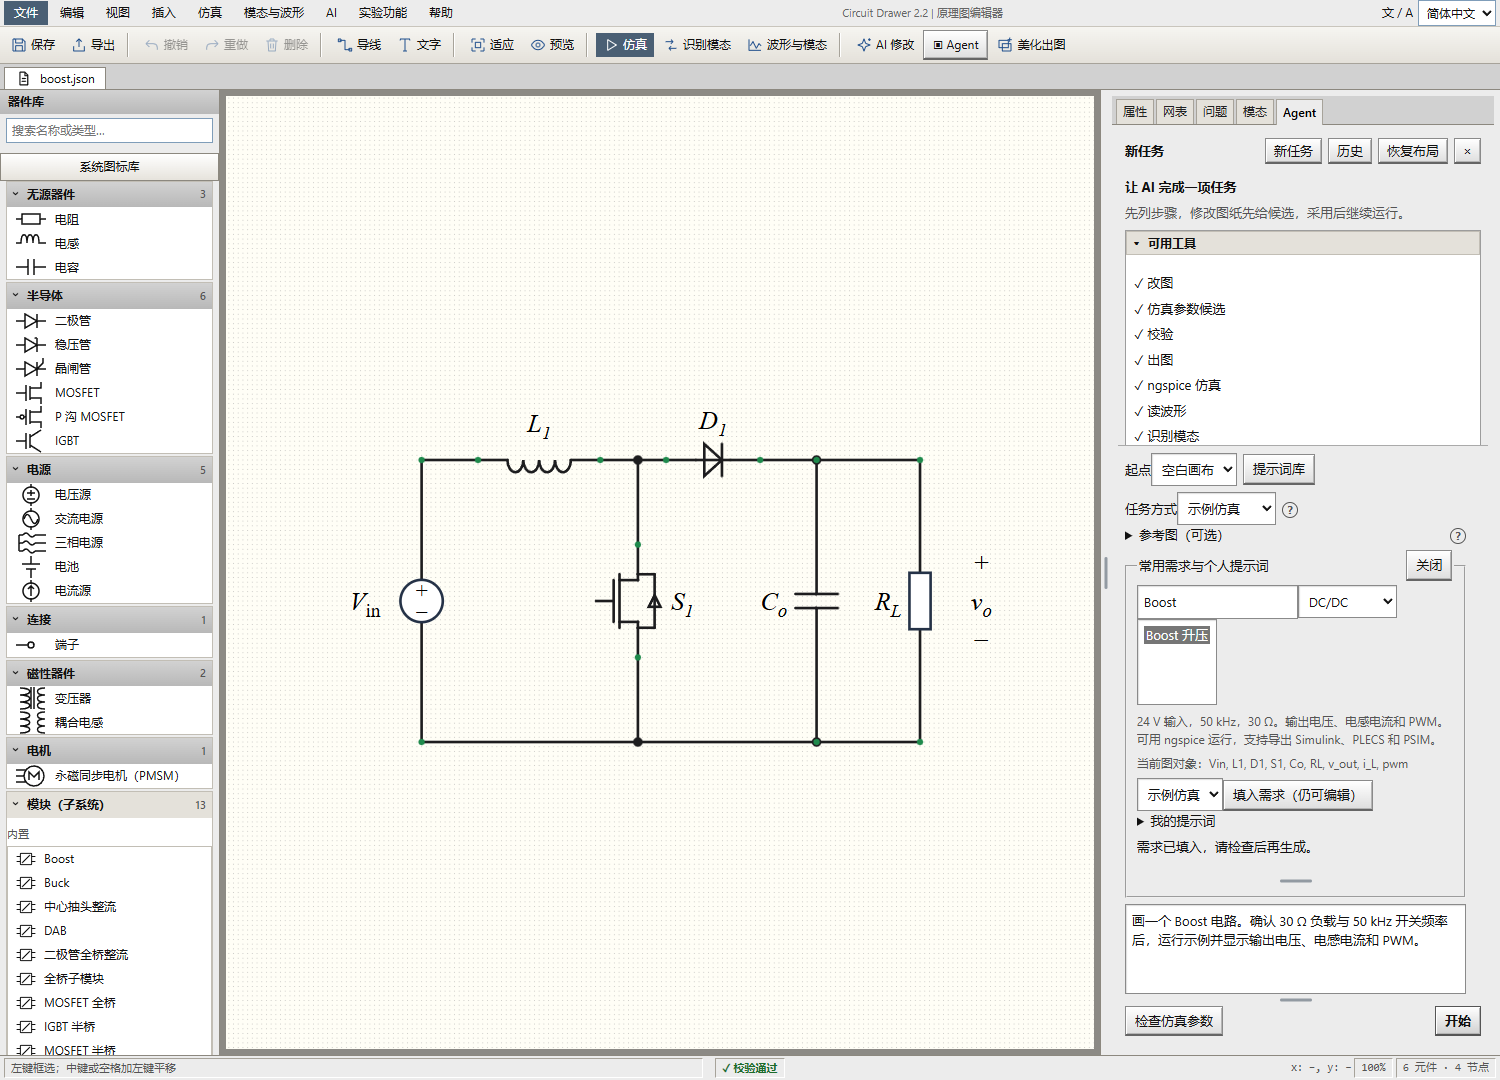 文件 编辑 视图 插入 仿真 模态与波形 AI 实验功能 帮助 Circuit Drawer 2.2 | 原理图编辑器 文 / A 简体中文
保存 导出 撤销 重做 删除 导线 文字 适应 预览 仿真 识别模态 波形与模态 AI 修改 Agent 美化出图
boost.json
器件库
搜索名称或类型...
系统图标库
无源器件 3
电阻
电感
电容
半导体 6
二极管
稳压管
晶闸管
MOSFET
P 沟 MOSFET
IGBT
电源 5
电压源
交流电源
三相电源
电池
电流源
连接 1
端子
磁性器件 2
变压器
耦合电感
电机 1
永磁同步电机（PMSM）
模块（子系统） 13
内置
Boost
Buck
中心抽头整流
DAB
二极管全桥整流
全桥子模块
MOSFET 全桥
IGBT 半桥
MOSFET 半桥
L1 D1
Vin + − S1 Co RL + vo −
属性 网表 问题 模态 Agent
新任务 新任务 历史 恢复布局 ×
让 AI 完成一项任务
先列步骤，修改图纸先给候选，采用后继续运行。
可用工具
✓ 改图
✓ 仿真参数候选
✓ 校验
✓ 出图
✓ ngspice 仿真
✓ 读波形
✓ 识别模态
起点 空白画布 提示词库
任务方式 示例仿真 ?
参考图（可选） ?
常用需求与个人提示词 关闭
Boost DC/DC
Boost 升压
24 V 输入，50 kHz，30 Ω。输出电压、电感电流和 PWM。
可用 ngspice 运行，支持导出 Simulink、PLECS 和 PSIM。
当前图对象：Vin, L1, D1, S1, Co, RL, v_out, i_L, pwm
示例仿真 填入需求（仍可编辑）
我的提示词
需求已填入，请检查后再生成。
画一个 Boost 电路。确认 30 Ω 负载与 50 kHz 开关频率
后，运行示例并显示输出电压、电感电流和 PWM。
检查仿真参数 开始
左键框选；中键或空格加左键平移 ✓ 校验通过 x: −, y: − 100% 6 元件 · 4 节点